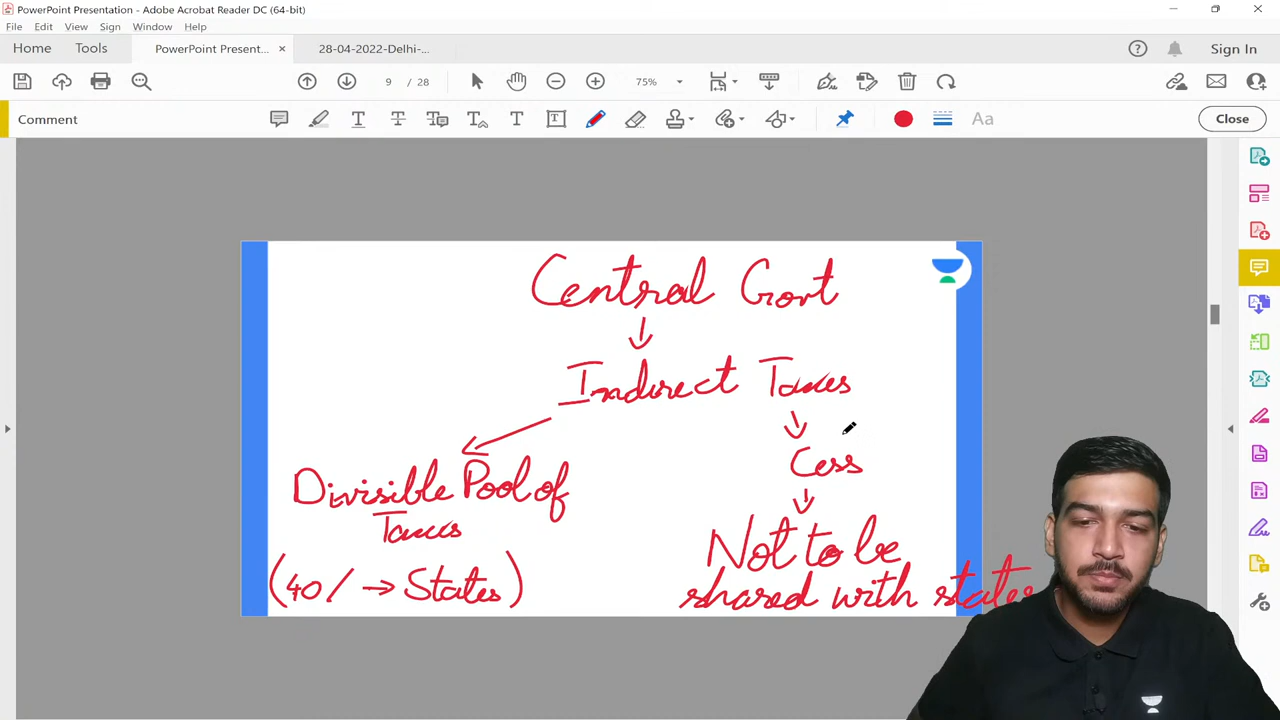 PowerPoint Presentation - Adobe Acrobat Reader DC (64-bit)
File Edit View Sign Window Help
Home Tools PowerPoint Present... × 28-04-2022-Delhi-... Sign In
9 / 28 75%
Comment Aa Close
Central Govt
Indirect Taxes
Cess
Divisible Pool of
Taxes
Not to be
(40% → States)
shared with states